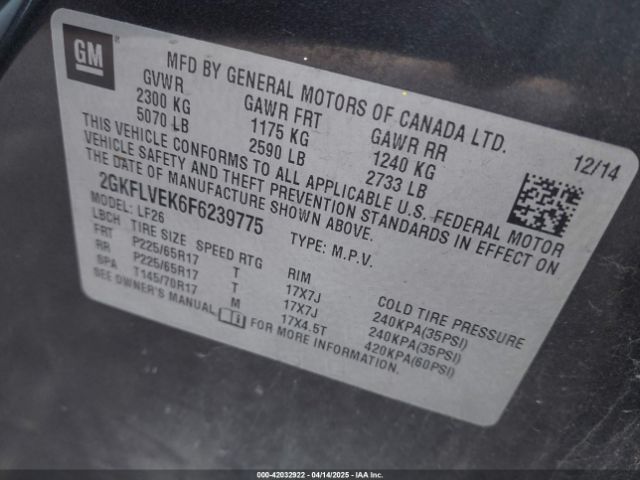 GM
MFD BY GENERAL MOTORS OF CANADA LTD.
GVWR GAWR FRT GAWR RR 12/14
2300 KG 1175 KG 1240 KG
5070 LB 2590 LB 2733 LB
THIS VEHICLE CONFORMS TO ALL APPLICABLE U.S. FEDERAL MOTOR
VEHICLE SAFETY AND THEFT PREVENTION STANDARDS IN EFFECT ON
THE DATE OF MANUFACTURE SHOWN ABOVE.
2GKFLVEK6F6239775 TYPE: M.P.V.
MODEL: LF26
LBCH TIRE SIZE SPEED RTG RIM COLD TIRE PRESSURE
FRT P225/65R17 T 17X7J 240KPA(35PSI)
RR P225/65R17 T 17X7J 240KPA(35PSI)
SPA T145/70R17 M 17X4.5T 420KPA(60PSI)
SEE OWNER'S MANUAL FOR MORE INFORMATION.
000-42032922 - 04/14/2025 - IAA Inc.